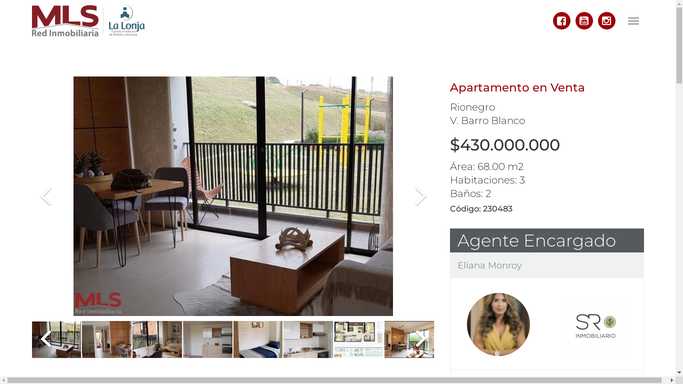 MLS
Red Inmobiliaria
La Lonja
Apartamento en Venta
Rionegro
V. Barro Blanco
$430.000.000
Área: 68.00 m2
Habitaciones: 3
Baños: 2
Código: 230483
Agente Encargado
Eliana Monroy
SR
INMOBILIARIO
MLS
Red Inmobiliaria